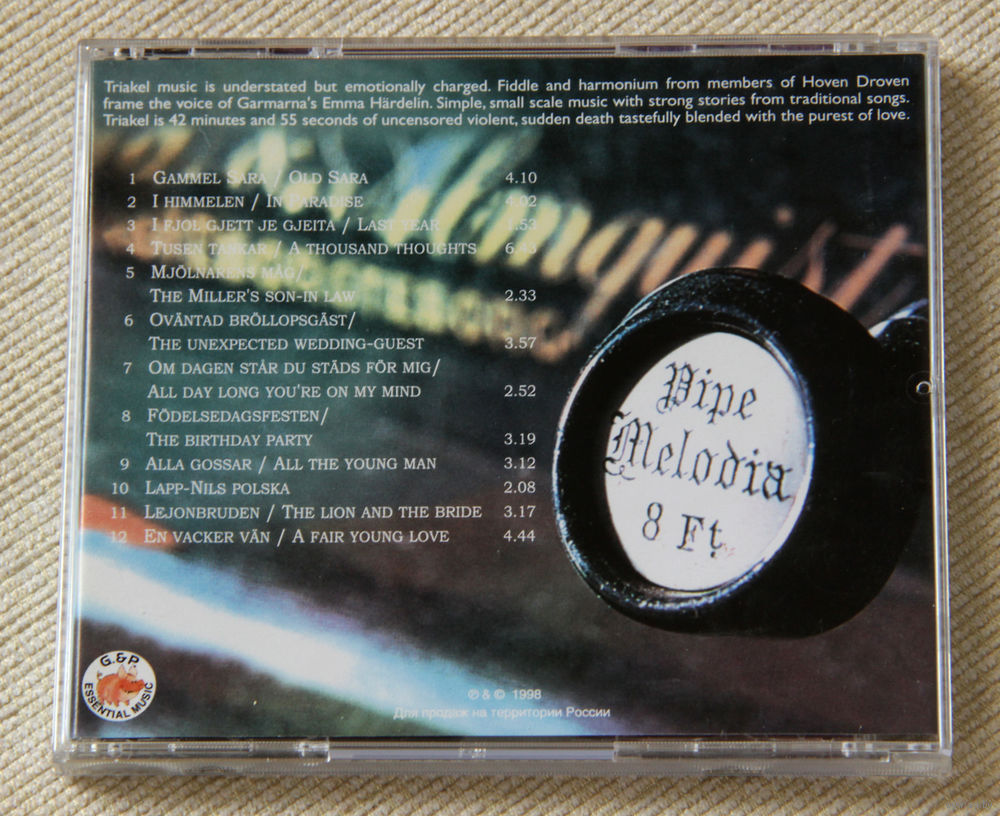 Triakel music is understated but emotionally charged. Fiddle and harmonium from members of Hoven Droven
frame the voice of Garmarna's Emma Härdelin. Simple, small scale music with strong stories from traditional songs.
Triakel is 42 minutes and 55 seconds of uncensored violent, sudden death tastefully blended with the purest of love.
1 GAMMEL SARA / OLD SARA 4.10
2 I HIMMELEN / IN PARADISE 4.02
3 I FJOL GJETT JE GJEITA / LAST YEAR 1.53
4 TUSEN TANKAR / A THOUSAND THOUGHTS
5 MJÖLNARENS MÅG/
THE MILLER'S SON-IN LAW 2.33
6 OVÄNTAD BRÖLLOPSGÄST/
THE UNEXPECTED WEDDING-GUEST 3.57
7 OM DAGEN STÅR DU STÄDS FÖR MIG/
ALL DAY LONG YOU'RE ON MY MIND 2.52
8 FÖDELSEDAGSFESTEN/
THE BIRTHDAY PARTY 3.19
9 ALLA GOSSAR / ALL THE YOUNG MAN 3.12
10 LAPP-NILS POLSKA 2.08
11 LEJONBRUDEN / THE LION AND THE BRIDE 3.17
12 EN VACKER VÄN / A FAIR YOUNG LOVE 4.44
Pipe
Melodia
8 Ft.
G.&P.
ESSENTIAL MUSIC
℗ & © 1998
Для продаж на территории России